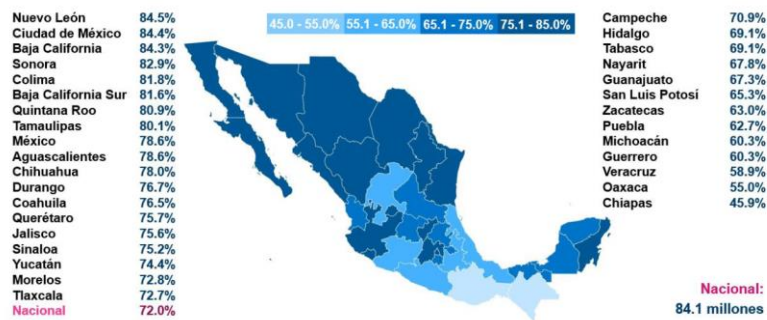 45.0 - 55.0% 55.1 - 65.0% 65.1 - 75.0% 75.1 - 85.0%
Nuevo León 84.5%
Ciudad de México 84.4%
Baja California 84.3%
Sonora 82.9%
Colima 81.8%
Baja California Sur 81.6%
Quintana Roo 80.9%
Tamaulipas 80.1%
México 78.6%
Aguascalientes 78.6%
Chihuahua 78.0%
Durango 76.7%
Coahuila 76.5%
Querétaro 75.7%
Jalisco 75.6%
Sinaloa 75.2%
Yucatán 74.4%
Morelos 72.8%
Tlaxcala 72.7%
Nacional 72.0%
Campeche 70.9%
Hidalgo 69.1%
Tabasco 69.1%
Nayarit 67.8%
Guanajuato 67.3%
San Luis Potosí 65.3%
Zacatecas 63.0%
Puebla 62.7%
Michoacán 60.3%
Guerrero 60.3%
Veracruz 58.9%
Oaxaca 55.0%
Chiapas 45.9%
Nacional:
84.1 millones